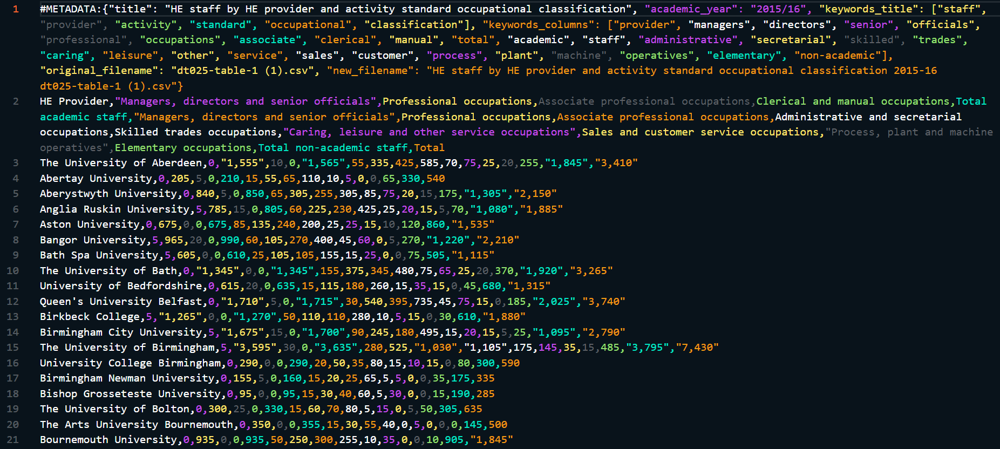 1 #METADATA:{"title": "HE staff by HE provider and activity standard occupational classification", "academic_year": "2015/16", "keywords_title": ["staff",
"provider", "activity", "standard", "occupational", "classification"], "keywords_columns": ["provider", "managers", "directors", "senior", "officials",
"professional", "occupations", "associate", "clerical", "manual", "total", "academic", "staff", "administrative", "secretarial", "skilled", "trades",
"caring", "leisure", "other", "service", "sales", "customer", "process", "plant", "machine", "operatives", "elementary", "non-academic"],
"original_filename": "dt025-table-1 (1).csv", "new_filename": "HE staff by HE provider and activity standard occupational classification 2015-16
dt025-table-1 (1).csv"}
2 HE Provider,"Managers, directors and senior officials",Professional occupations,Associate professional occupations,Clerical and manual occupations,Total
academic staff,"Managers, directors and senior officials",Professional occupations,Associate professional occupations,Administrative and secretarial
occupations,Skilled trades occupations,"Caring, leisure and other service occupations",Sales and customer service occupations,"Process, plant and machine
operatives",Elementary occupations,Total non-academic staff,Total
3 The University of Aberdeen,0,"1,555",10,0,"1,565",55,335,425,585,70,75,25,20,255,"1,845","3,410"
4 Abertay University,0,205,5,0,210,15,55,65,110,10,5,0,0,65,330,540
5 Aberystwyth University,0,840,5,0,850,65,305,255,305,85,75,20,15,175,"1,305","2,150"
6 Anglia Ruskin University,5,785,15,0,805,60,225,230,425,25,20,15,5,70,"1,080","1,885"
7 Aston University,0,675,0,0,675,85,135,240,200,25,25,15,10,120,860,"1,535"
8 Bangor University,5,965,20,0,990,60,105,270,400,45,60,0,5,270,"1,220","2,210"
9 Bath Spa University,5,605,0,0,610,25,105,105,155,15,25,0,0,75,505,"1,115"
10 The University of Bath,0,"1,345",0,0,"1,345",155,375,345,480,75,65,25,20,370,"1,920","3,265"
11 University of Bedfordshire,0,615,20,0,635,15,115,180,260,15,35,15,0,45,680,"1,315"
12 Queen's University Belfast,0,"1,710",5,0,"1,715",30,540,395,735,45,75,15,0,185,"2,025","3,740"
13 Birkbeck College,5,"1,265",0,0,"1,270",50,110,110,280,10,5,15,0,30,610,"1,880"
14 Birmingham City University,5,"1,675",15,0,"1,700",90,245,180,495,15,20,15,5,25,"1,095","2,790"
15 The University of Birmingham,5,"3,595",30,0,"3,635",280,525,"1,030","1,105",175,145,35,15,485,"3,795","7,430"
16 University College Birmingham,0,290,0,0,290,20,50,35,80,15,10,15,0,80,300,590
17 Birmingham Newman University,0,155,5,0,160,15,20,25,65,5,5,0,0,35,175,335
18 Bishop Grosseteste University,0,95,0,0,95,15,30,40,60,5,30,0,0,15,190,285
19 The University of Bolton,0,300,25,0,330,15,60,70,80,5,15,0,5,50,305,635
20 The Arts University Bournemouth,0,350,0,0,355,15,30,55,40,0,5,0,0,0,145,500
21 Bournemouth University,0,935,0,0,935,50,250,300,255,10,35,0,0,10,905,"1,845"